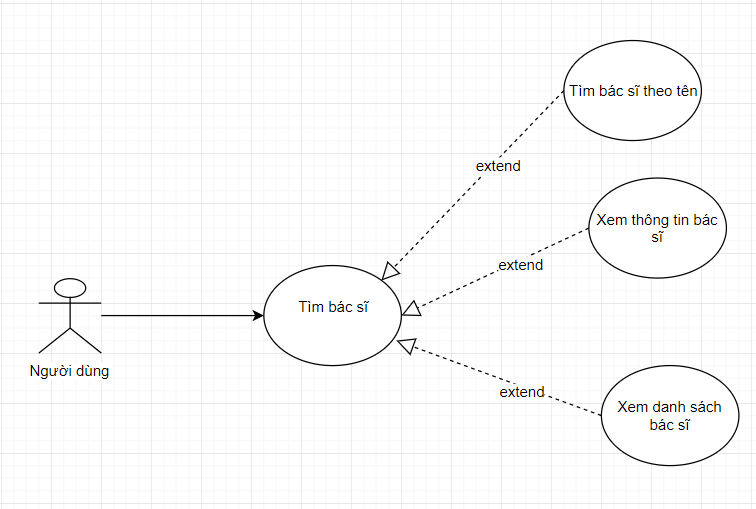 Tìm bác sĩ theo tên
extend
Xem thông tin bác
sĩ
extend
Tìm bác sĩ
Người dùng
extend
Xem danh sách
bác sĩ